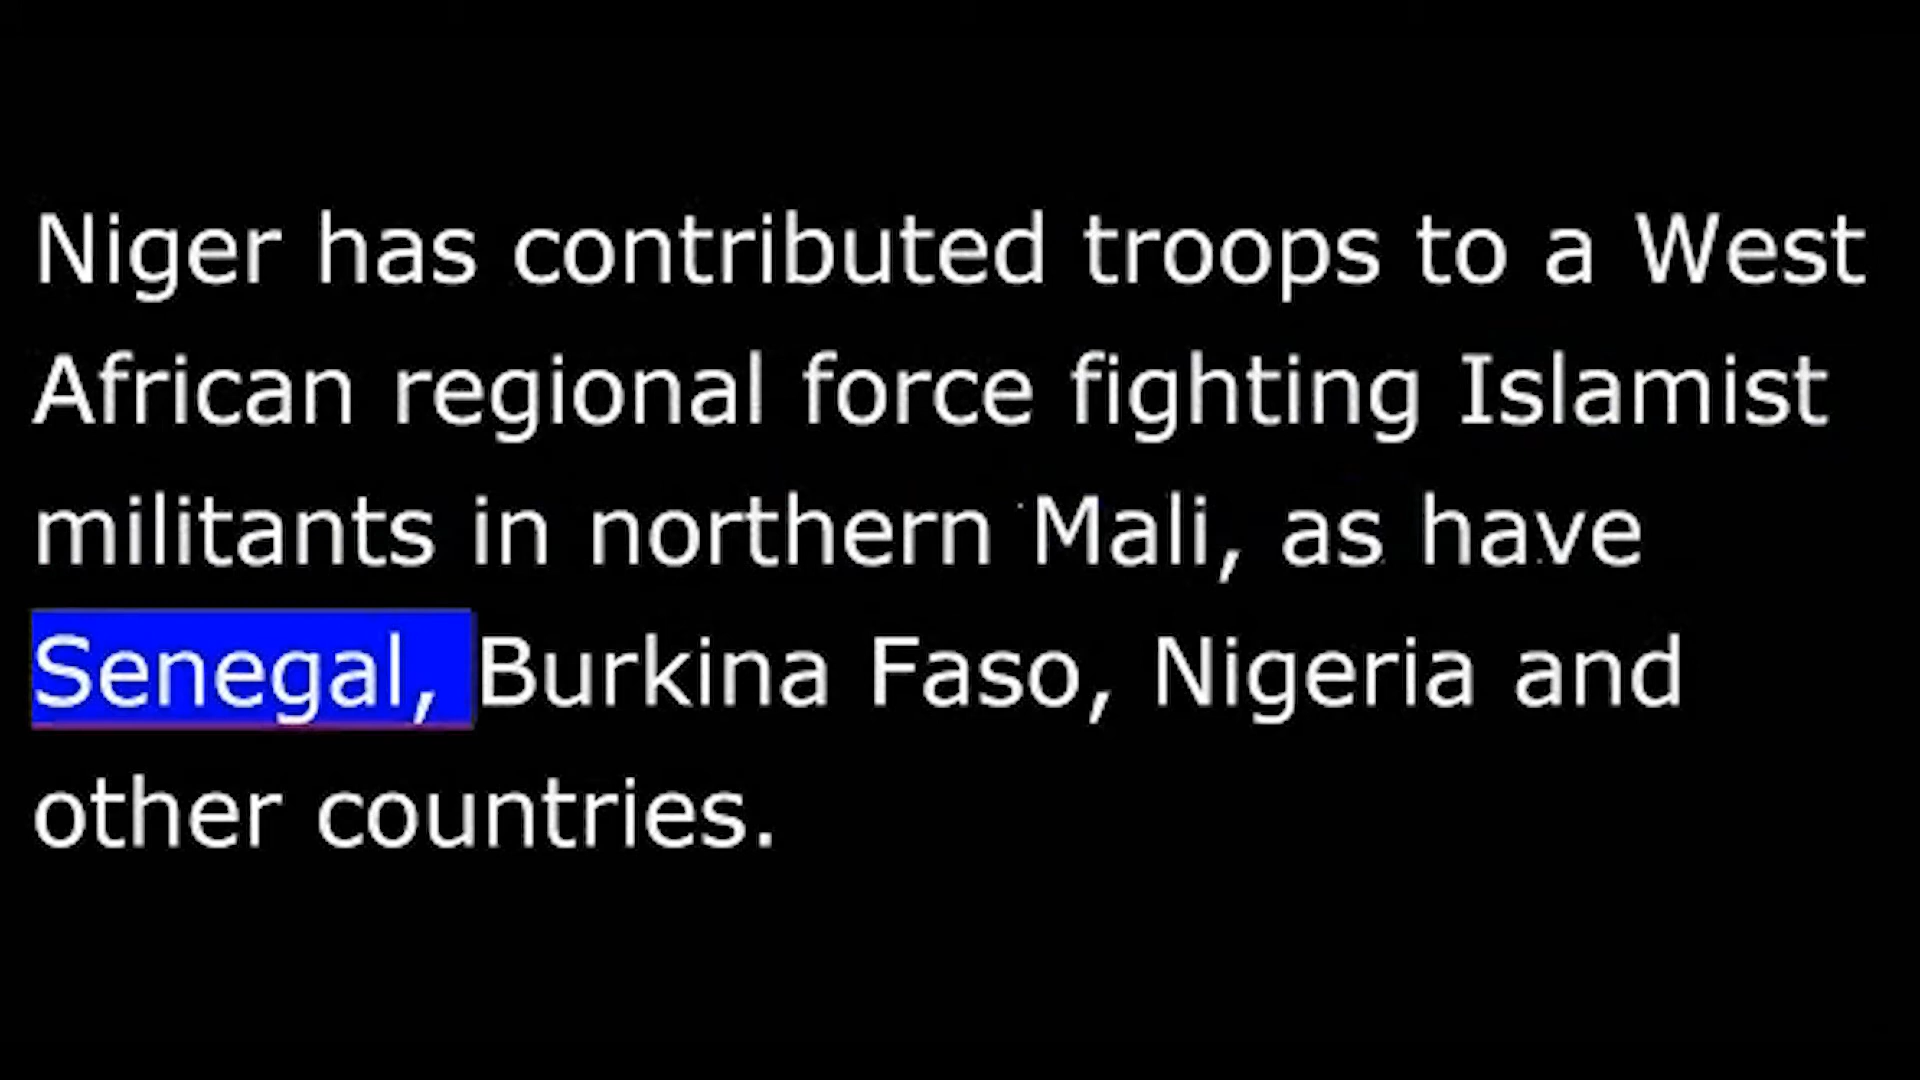 Niger has contributed troops to a West
African regional force fighting Islamist
militants in northern Mali, as have
Senegal, Burkina Faso, Nigeria and
other countries.